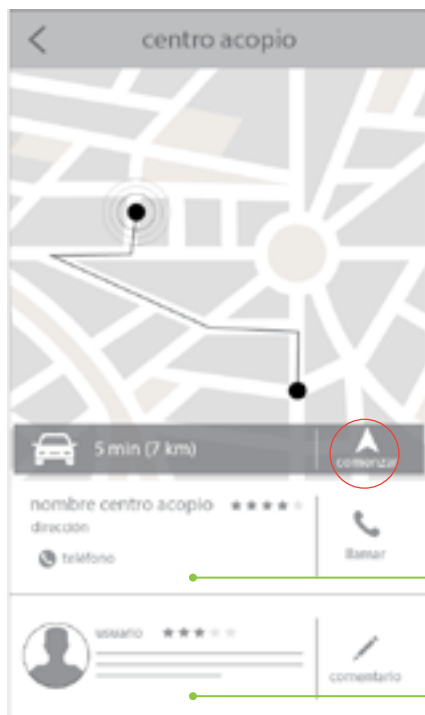 centro acopio
5 min (7 km)
comenzar
nombre centro acopio
dirección
teléfono
llamar
usuario
comentario